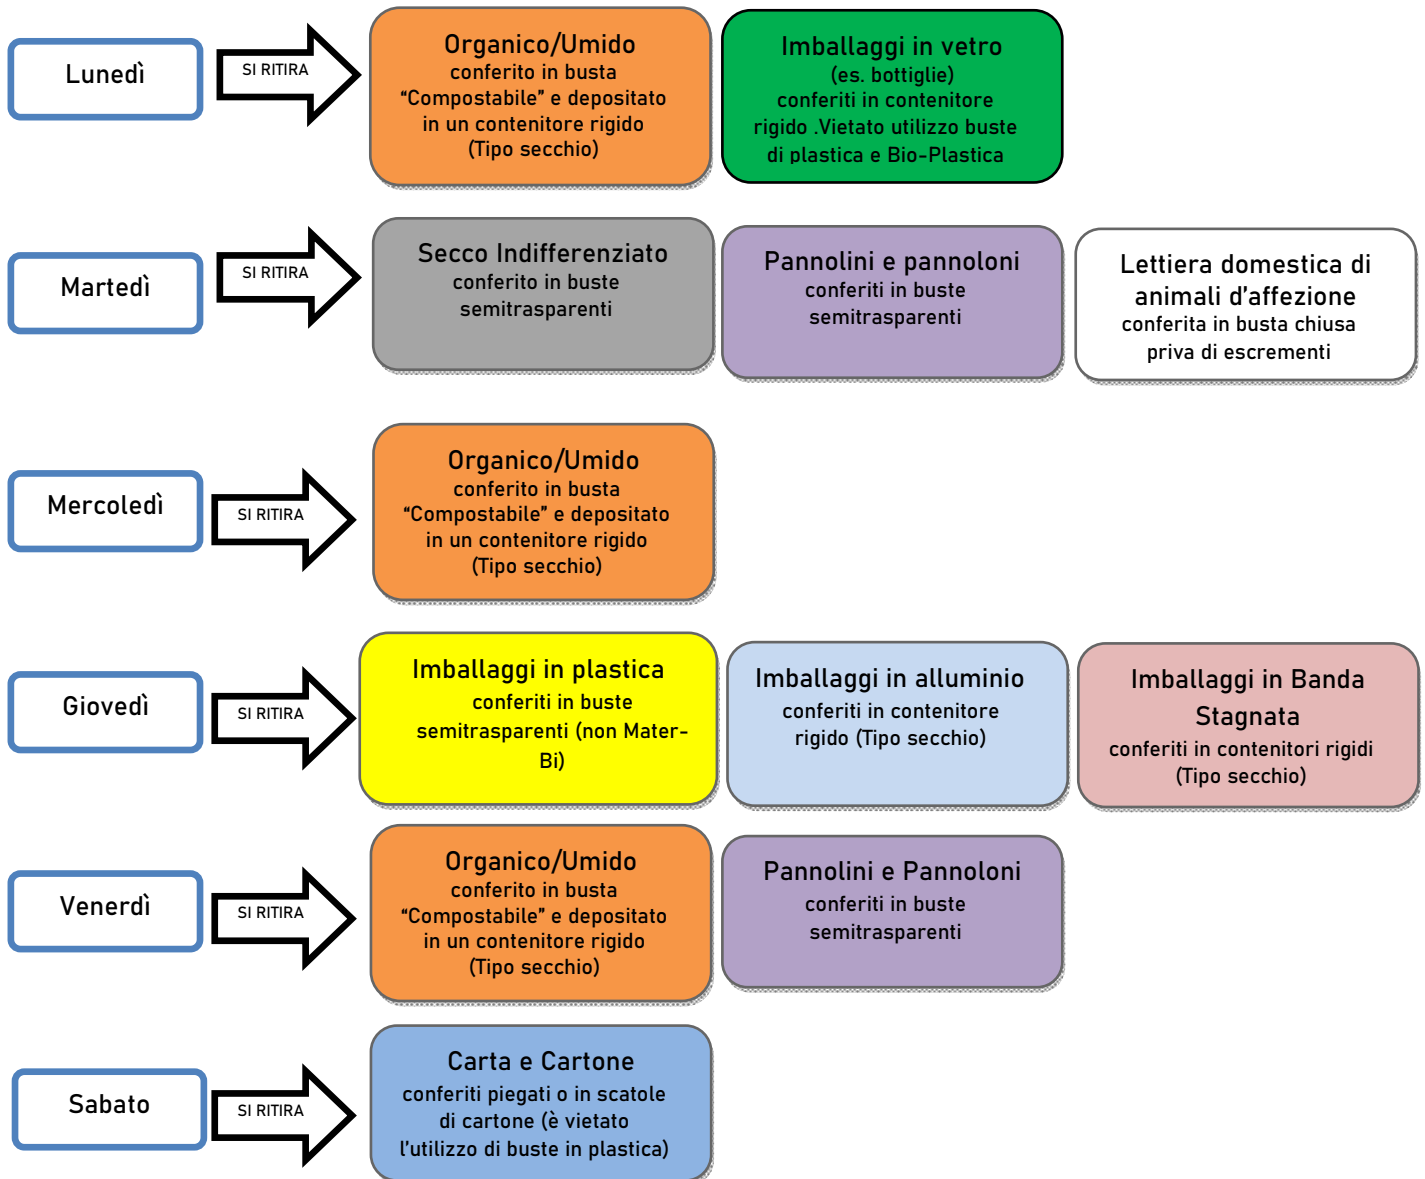 Lunedì
SI RITIRA
Organico/Umido
conferito in busta
“Compostabile” e depositato
in un contenitore rigido
(Tipo secchio)
Imballaggi in vetro
(es. bottiglie)
conferiti in contenitore
rigido .Vietato utilizzo buste
di plastica e Bio-Plastica
Martedì
SI RITIRA
Secco Indifferenziato
conferito in buste
semitrasparenti
Pannolini e pannoloni
conferiti in buste
semitrasparenti
Lettiera domestica di
animali d’affezione
conferita in busta chiusa
priva di escrementi
Mercoledì
SI RITIRA
Organico/Umido
conferito in busta
“Compostabile” e depositato
in un contenitore rigido
(Tipo secchio)
Giovedì
SI RITIRA
Imballaggi in plastica
conferiti in buste
semitrasparenti (non Mater-
Bi)
Imballaggi in alluminio
conferiti in contenitore
rigido (Tipo secchio)
Imballaggi in Banda
Stagnata
conferiti in contenitori rigidi
(Tipo secchio)
Venerdì
SI RITIRA
Organico/Umido
conferito in busta
“Compostabile” e depositato
in un contenitore rigido
(Tipo secchio)
Pannolini e Pannoloni
conferiti in buste
semitrasparenti
Sabato
SI RITIRA
Carta e Cartone
conferiti piegati o in scatole
di cartone (è vietato
l’utilizzo di buste in plastica)